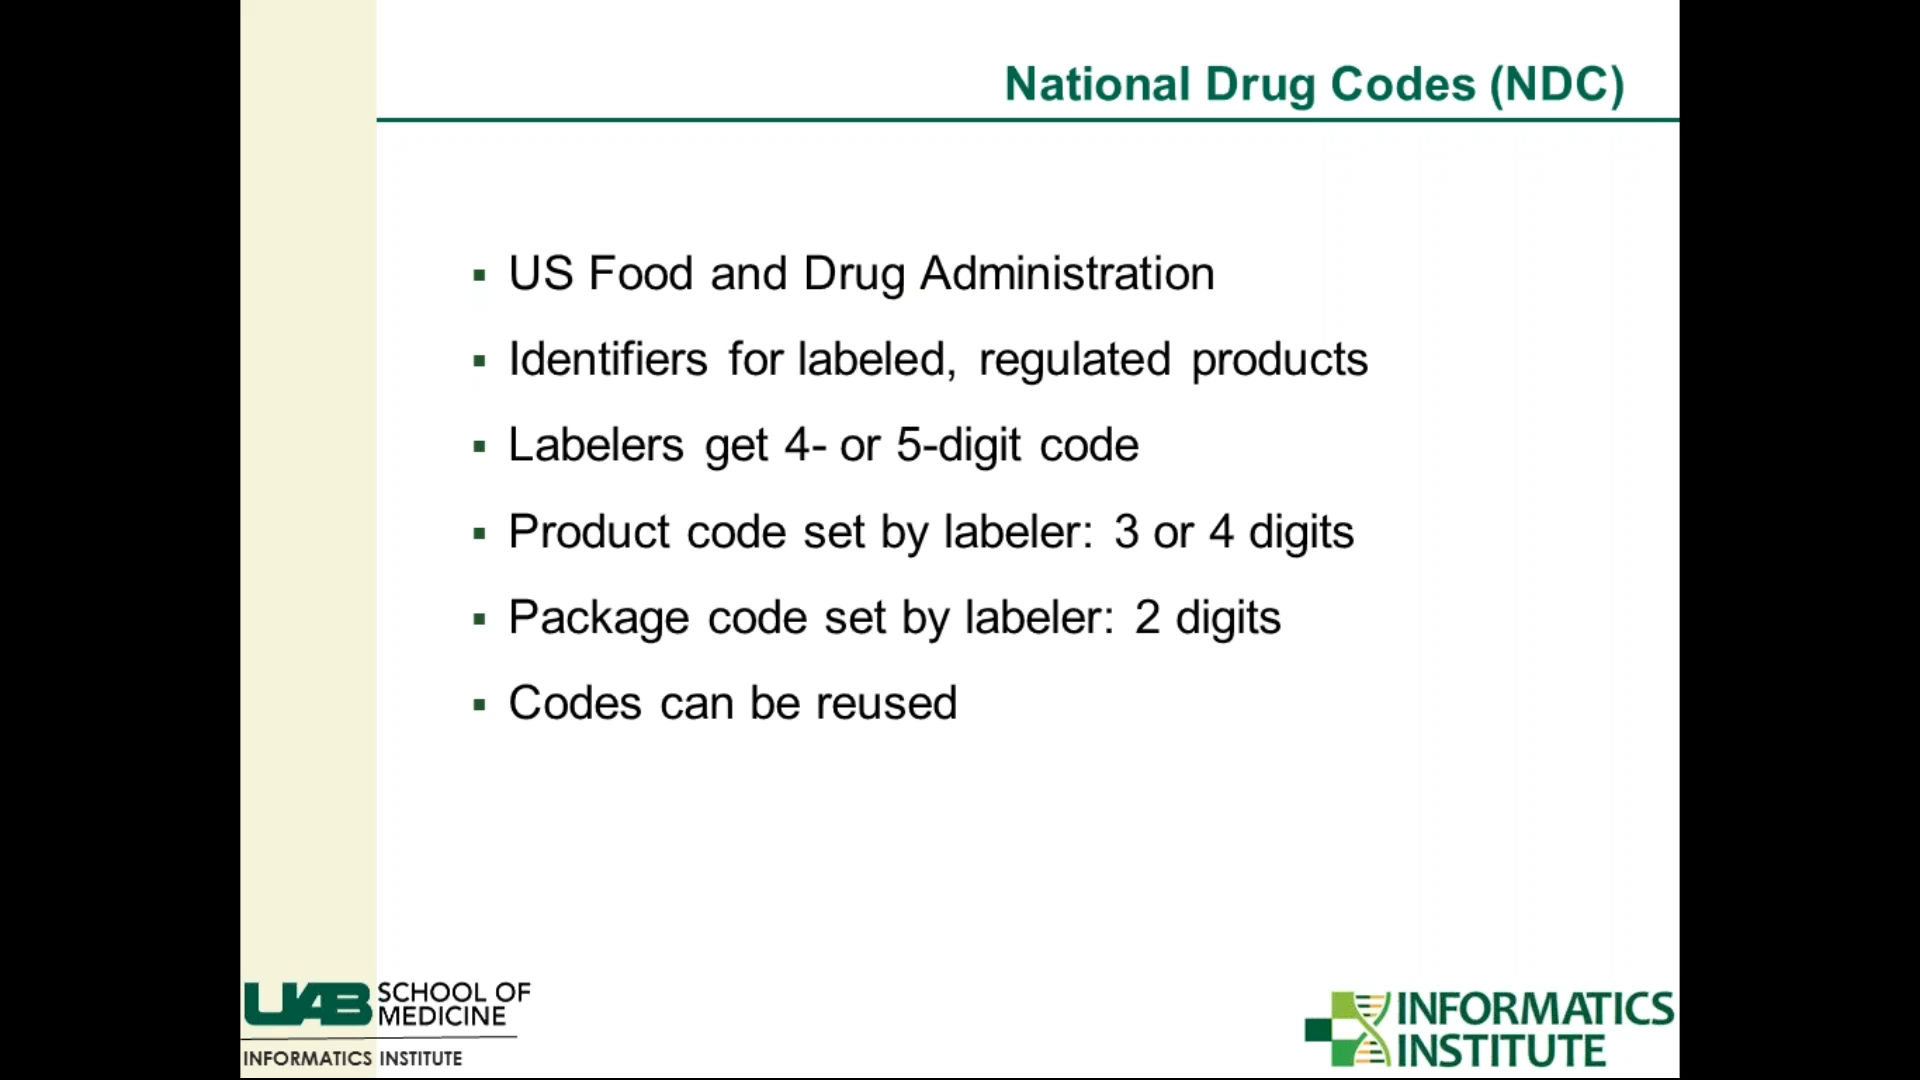 National Drug Codes (NDC)
▪ US Food and Drug Administration
▪ Identifiers for labeled, regulated products
▪ Labelers get 4- or 5-digit code
▪ Product code set by labeler: 3 or 4 digits
▪ Package code set by labeler: 2 digits
▪ Codes can be reused
UAB SCHOOL OF
MEDICINE
INFORMATICS INSTITUTE
INFORMATICS
INSTITUTE